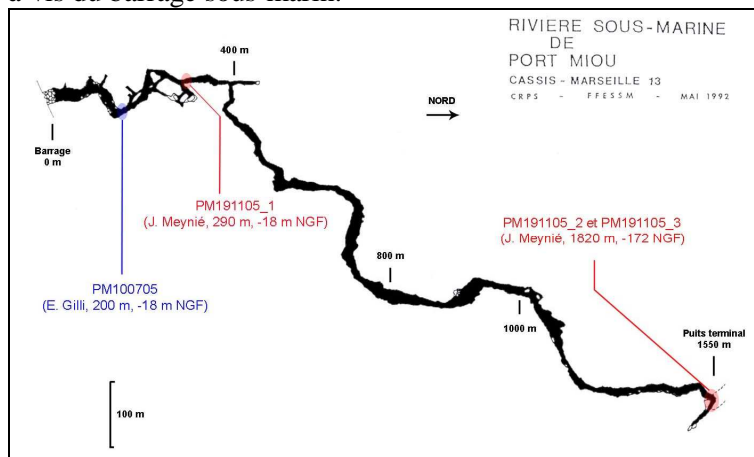 à vis du barrage sous-marin.
RIVIERE SOUS-MARINE
DE
PORT MIOU
CASSIS - MARSEILLE 13
CRPS - FFESSM - MAI 1992
400 m
NORD
Barrage
0 m
PM191105_1
(J. Meynié, 290 m, -18 m NGF)
PM191105_2 et PM191105_3
(J. Meynié, 1820 m, -172 NGF)
800 m
PM100705
(E. Gilli, 200 m, -18 m NGF)
1000 m
Puits terminal
1550 m
100 m